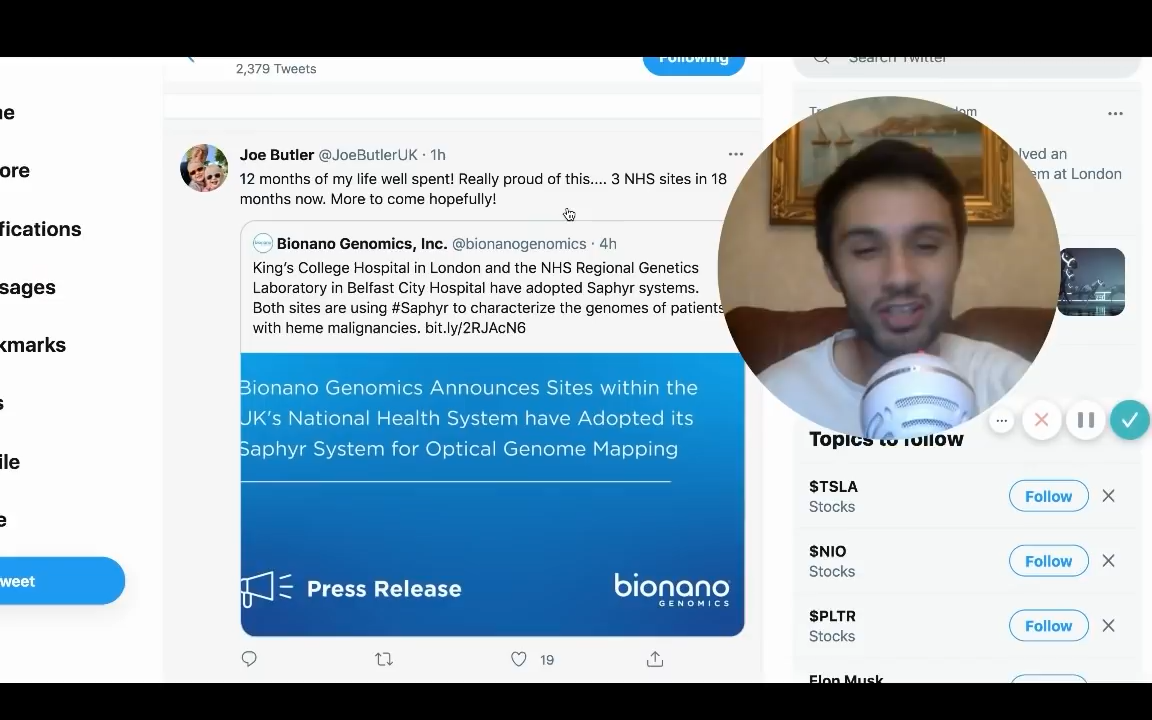 2,379 Tweets
Following
Search Twitter
Joe Butler @JoeButlerUK · 1h
12 months of my life well spent! Really proud of this.... 3 NHS sites in 18
months now. More to come hopefully!
Bionano Genomics, Inc. @bionanogenomics · 4h
King's College Hospital in London and the NHS Regional Genetics
Laboratory in Belfast City Hospital have adopted Saphyr systems.
Both sites are using #Saphyr to characterize the genomes of patients
with heme malignancies. bit.ly/2RJAcN6
Bionano Genomics Announces Sites within the
UK's National Health System have Adopted its
Saphyr System for Optical Genome Mapping
Press Release
bionano
GENOMICS
19
me
ore
fications
sages
kmarks
s
ile
e
weet
dom
lved an
em at London
Topics to follow
$TSLA
Stocks
Follow
$NIO
Stocks
Follow
$PLTR
Stocks
Follow
Elon Musk